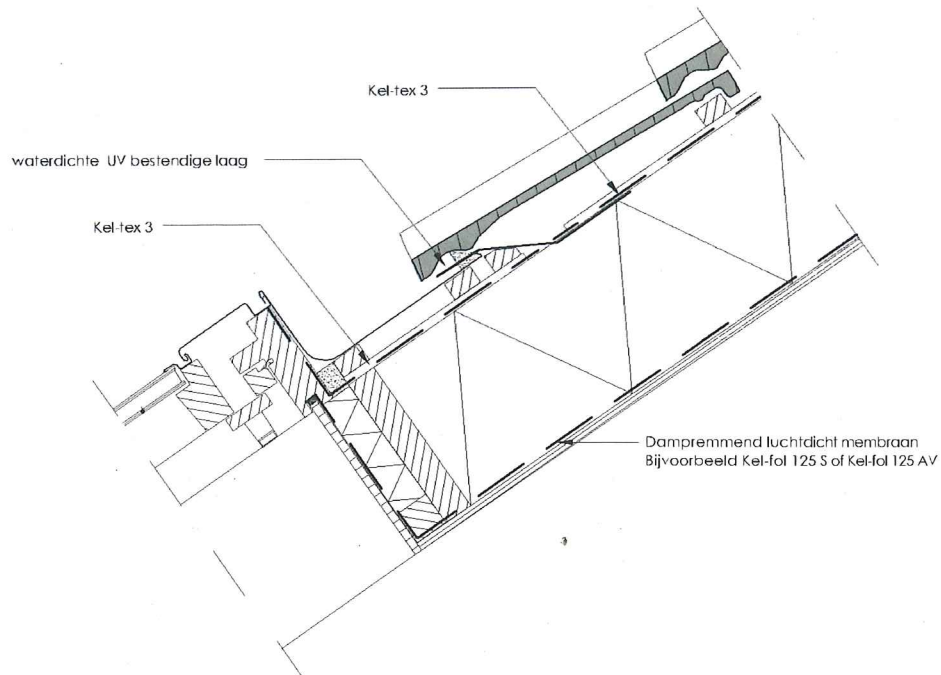 Kel-tex 3
waterdichte UV bestendige laag
Kel-tex 3
Dampremmend luchtdicht membraan
Bijvoorbeeld Kel-fol 125 S of Kel-fol 125 AV